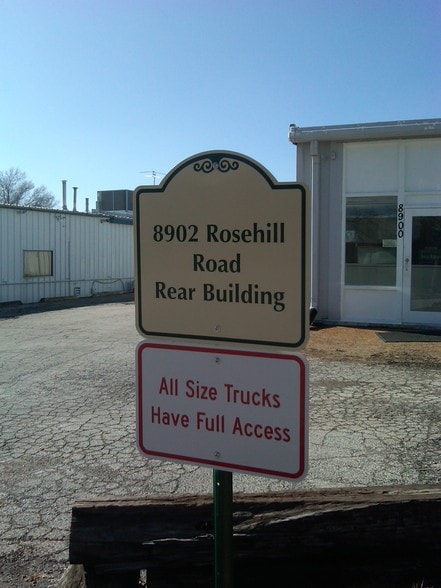 8902 Rosehill
Road
Rear Building
All Size Trucks
Have Full Access
8900